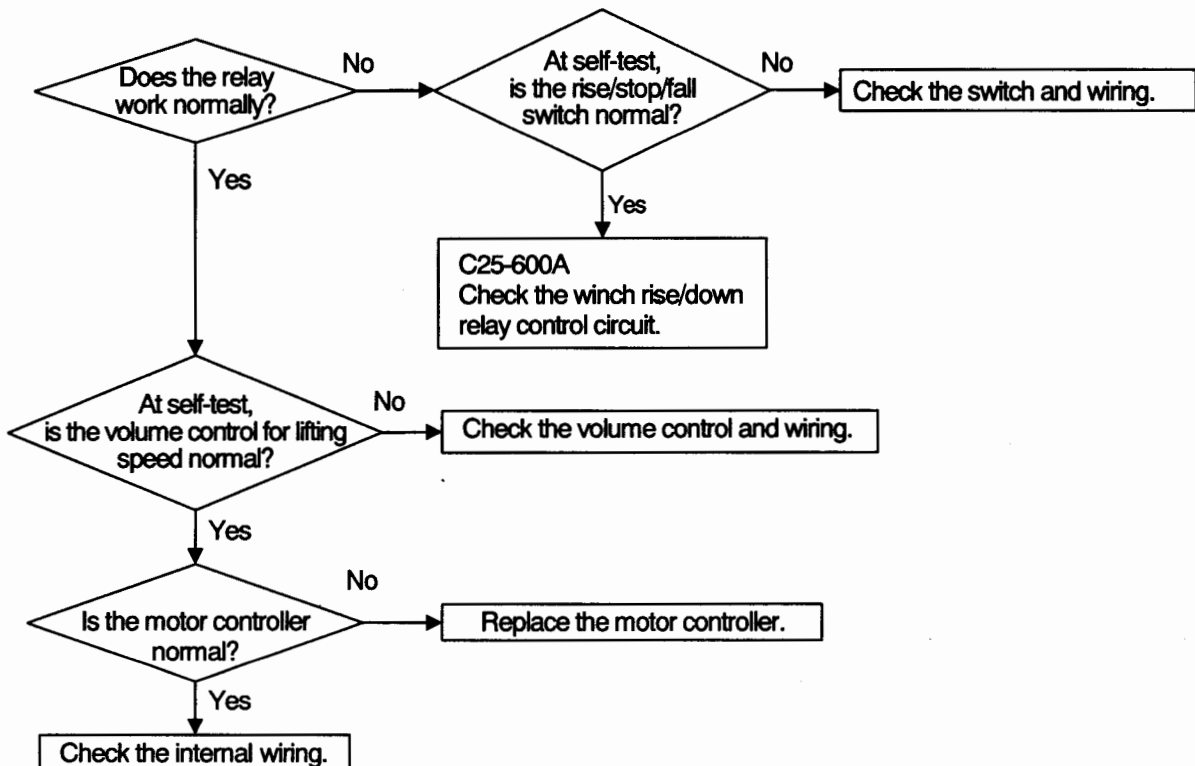 Does the relay
work normally?
No
At self-test,
is the rise/stop/fall
switch normal?
No
Check the switch and wiring.
Yes
Yes
C25-600A
Check the winch rise/down
relay control circuit.
At self-test,
is the volume control for lifting
speed normal?
No
Check the volume control and wiring.
Yes
Is the motor controller
normal?
No
Replace the motor controller.
Yes
Check the internal wiring.